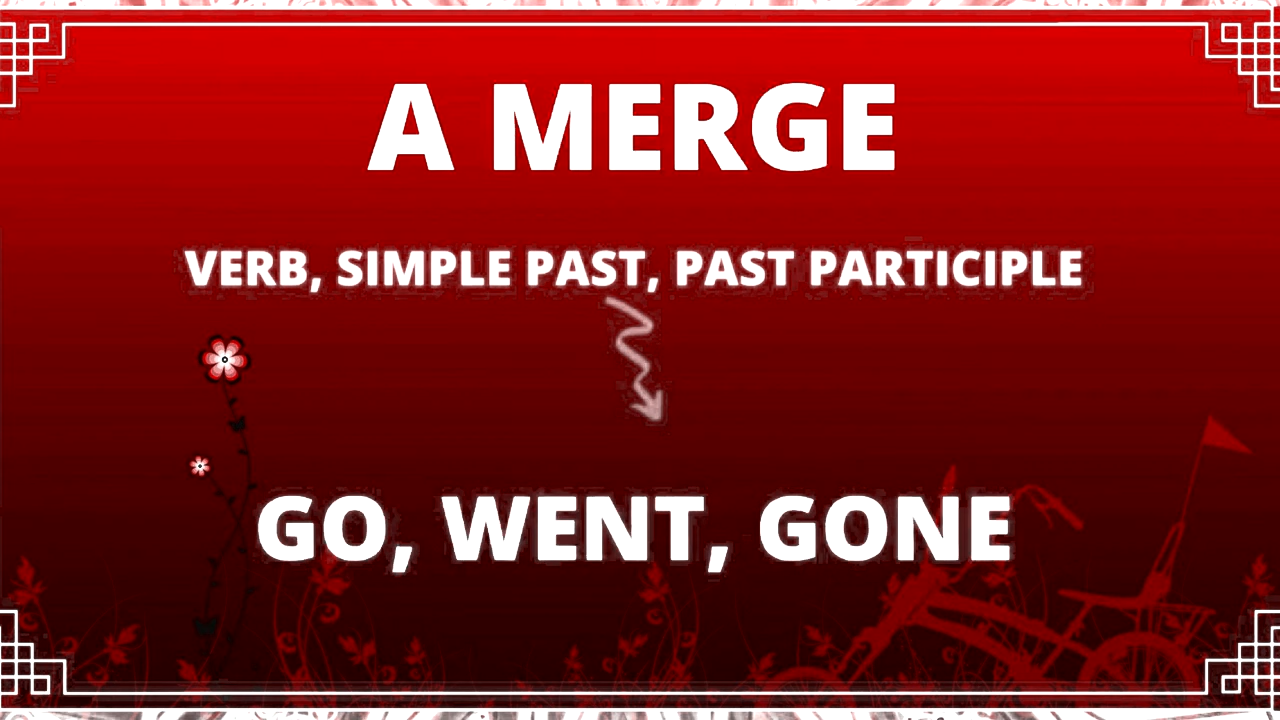 A MERGE
VERB, SIMPLE PAST, PAST PARTICIPLE
GO, WENT, GONE